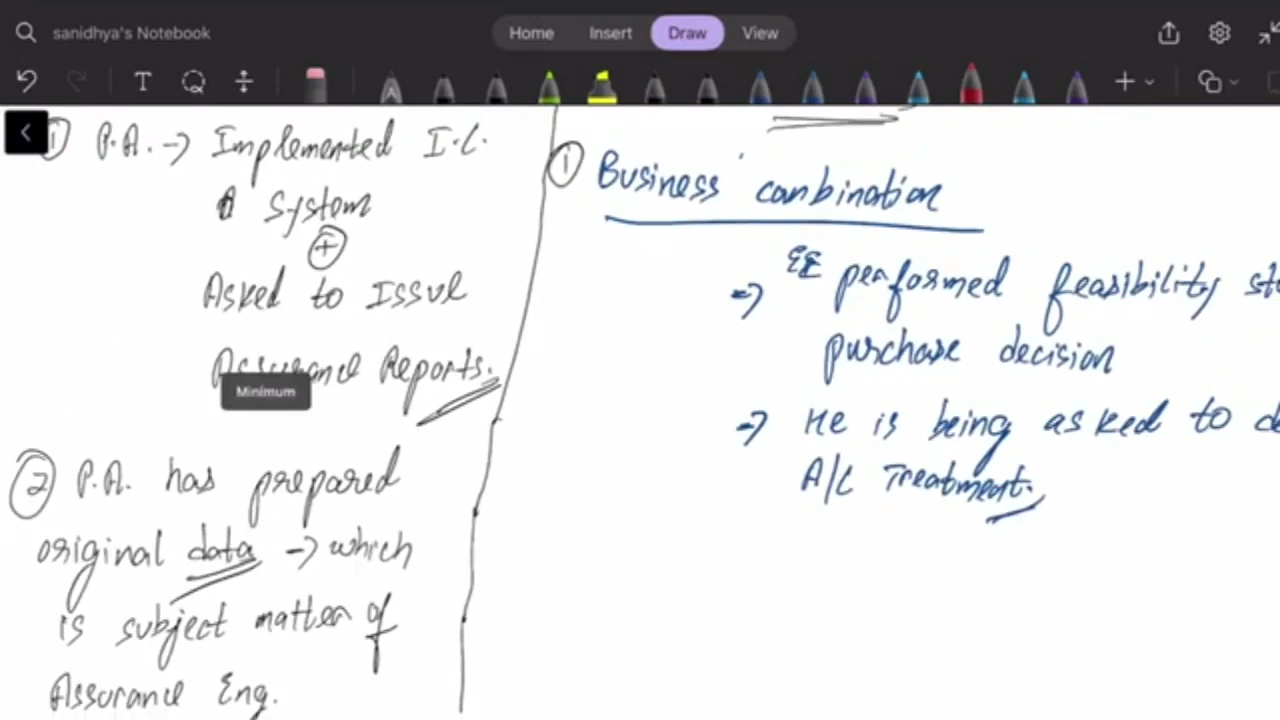 sanidhya's Notebook
Home Insert Draw View
① P.A. → Implemented I.C.
System
⊕
Asked to Issue
Assurance Reports.
Minimum
② P.A. has prepared
original data → which
is subject matter of
Assurance Eng.
① Business combination
⇒ EE performed feasibility
purchase decision
⇒ He is being asked to
A/C Treatment.